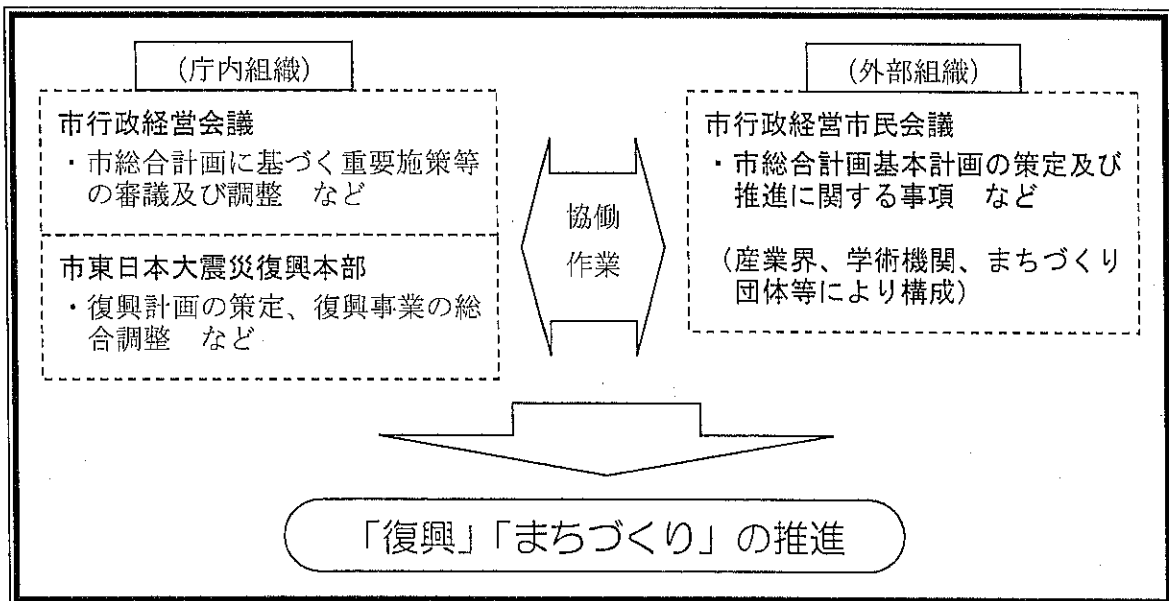 (庁内組織)
市行政経営会議
・市総合計画に基づく重要施策等
の審議及び調整　など
市東日本大震災復興本部
・復興計画の策定、復興事業の総
合調整　など
協働
作業
(外部組織)
市行政経営市民会議
・市総合計画基本計画の策定及び
推進に関する事項　など
(産業界、学術機関、まちづくり
団体等により構成)
「復興」「まちづくり」の推進